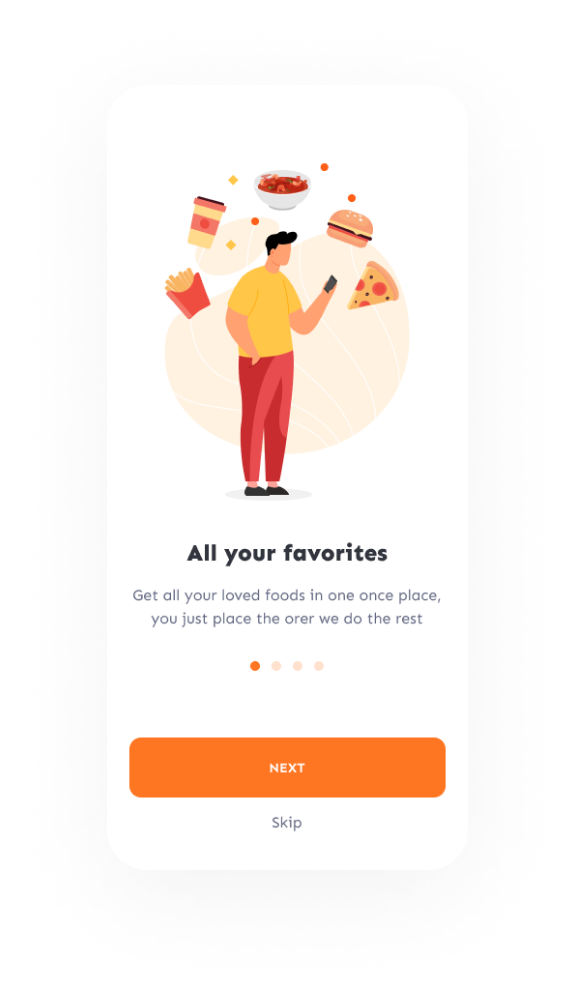 All your favorites
Get all your loved foods in one once place,
you just place the orer we do the rest
NEXT
Skip